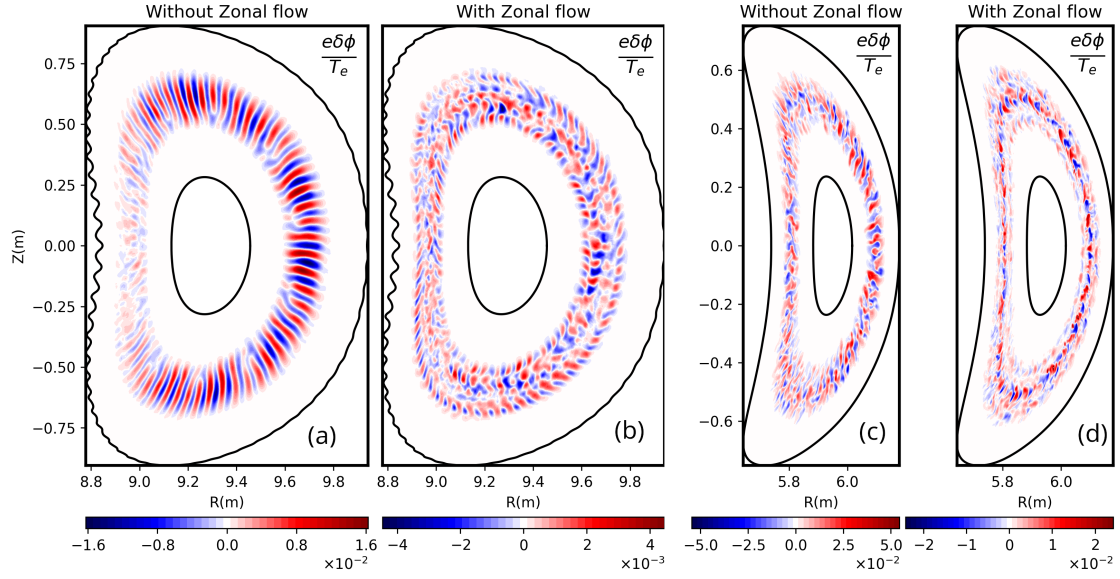 Without Zonal flow
With Zonal flow
Without Zonal flow
With Zonal flow
eδϕ
T_e
eδϕ
T_e
eδϕ
T_e
eδϕ
T_e
Z(m)
0.75
0.50
0.25
0.00
−0.25
−0.50
−0.75
0.6
0.4
0.2
0.0
−0.2
−0.4
−0.6
(a)
(b)
(c)
(d)
8.8 9.0 9.2 9.4 9.6 9.8
8.8 9.0 9.2 9.4 9.6 9.8
5.8 6.0
5.8 6.0
R(m)
R(m)
R(m)
R(m)
−1.6 −0.8 0.0 0.8 1.6
×10⁻²
−4 −2 0 2 4
×10⁻³
−5.0 −2.5 0.0 2.5 5.0
×10⁻²
−2 −1 0 1 2
×10⁻²